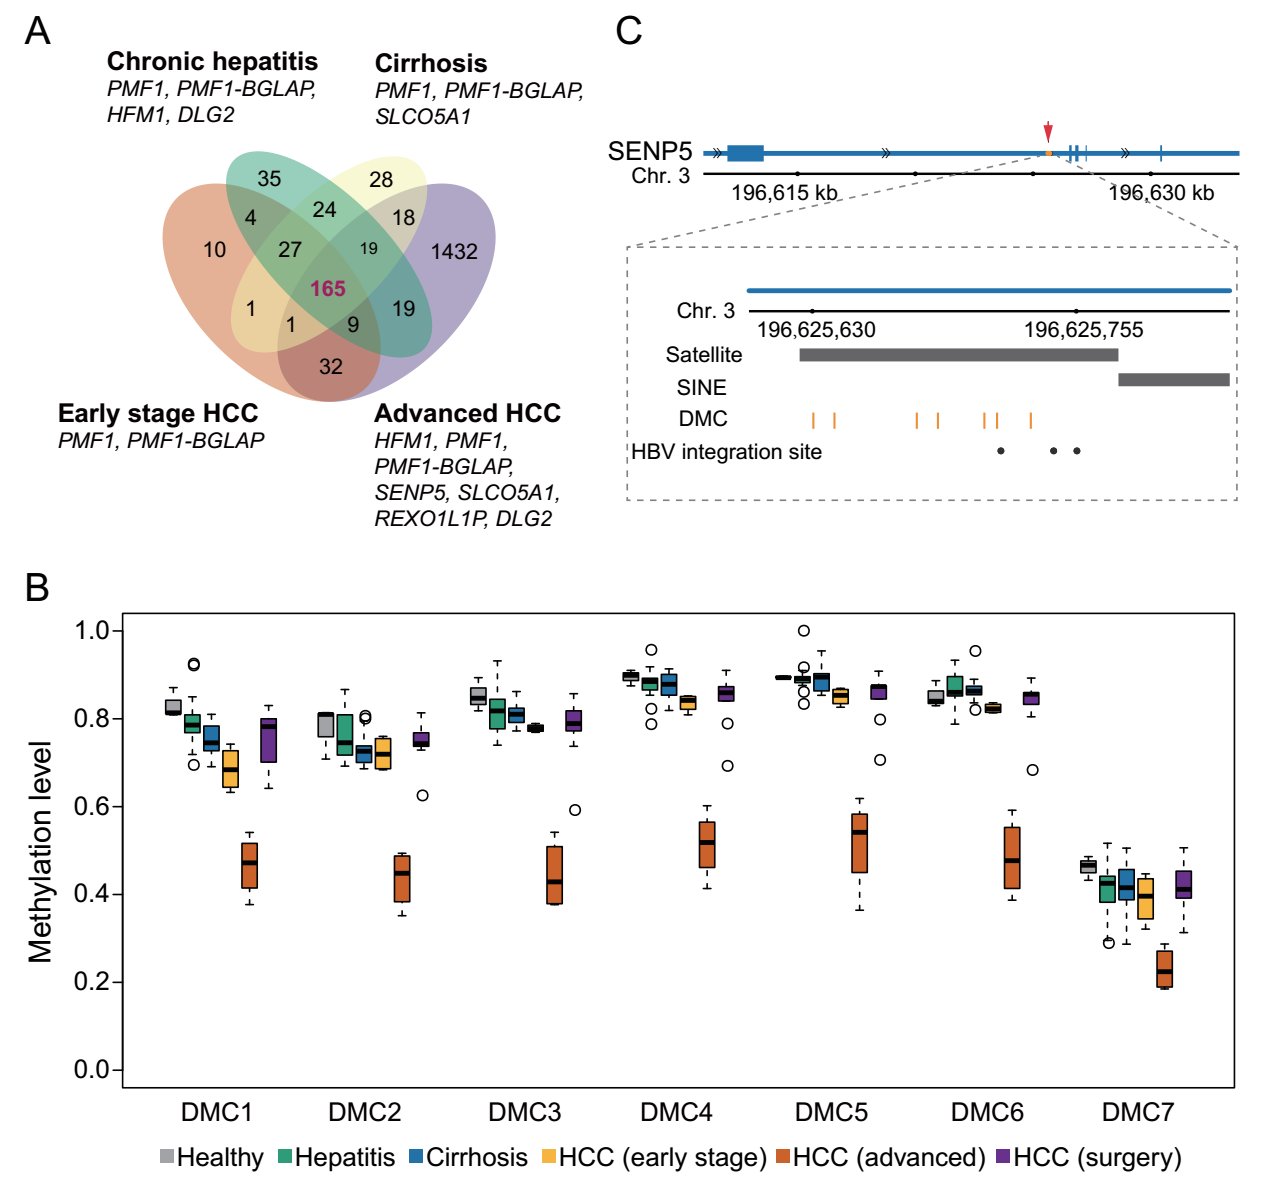 A
Chronic hepatitis
PMF1, PMF1-BGLAP,
HFM1, DLG2
Cirrhosis
PMF1, PMF1-BGLAP,
SLCO5A1
35
28
4
24
18
10
27
19
1432
165
1
1
9
19
32
Early stage HCC
PMF1, PMF1-BGLAP
Advanced HCC
HFM1, PMF1,
PMF1-BGLAP,
SENP5, SLCO5A1,
REXO1L1P, DLG2
C
SENP5
Chr. 3
196,615 kb
196,630 kb
Chr. 3
196,625,630
196,625,755
Satellite
SINE
DMC
HBV integration site
B
Methylation level
1.0
0.8
0.6
0.4
0.2
0.0
DMC1 DMC2 DMC3 DMC4 DMC5 DMC6 DMC7
Healthy Hepatitis Cirrhosis HCC (early stage) HCC (advanced) HCC (surgery)